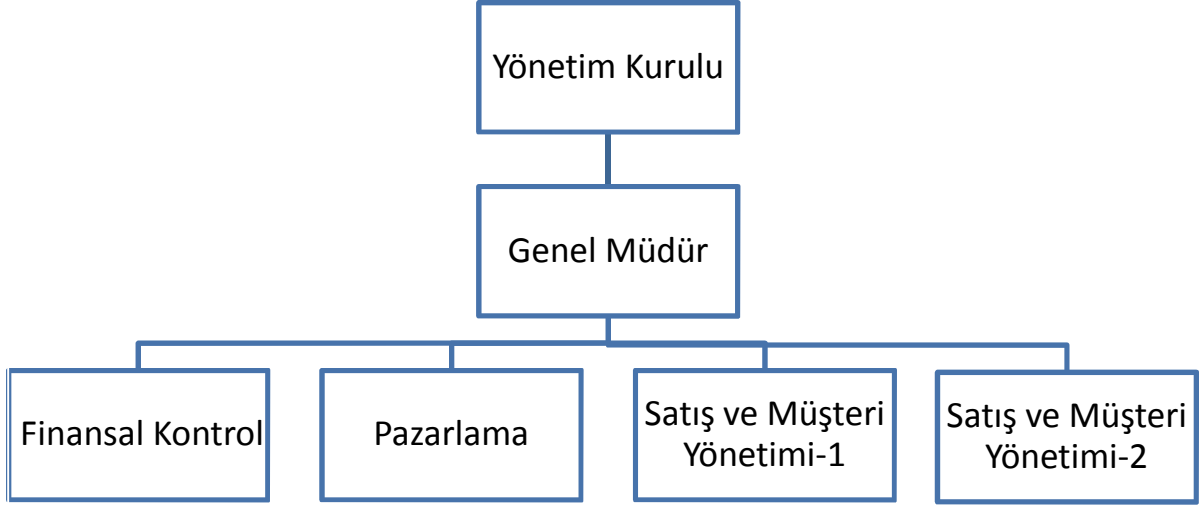 Yönetim Kurulu
Genel Müdür
Finansal Kontrol
Pazarlama
Satış ve Müşteri
Yönetimi-1
Satış ve Müşteri
Yönetimi-2